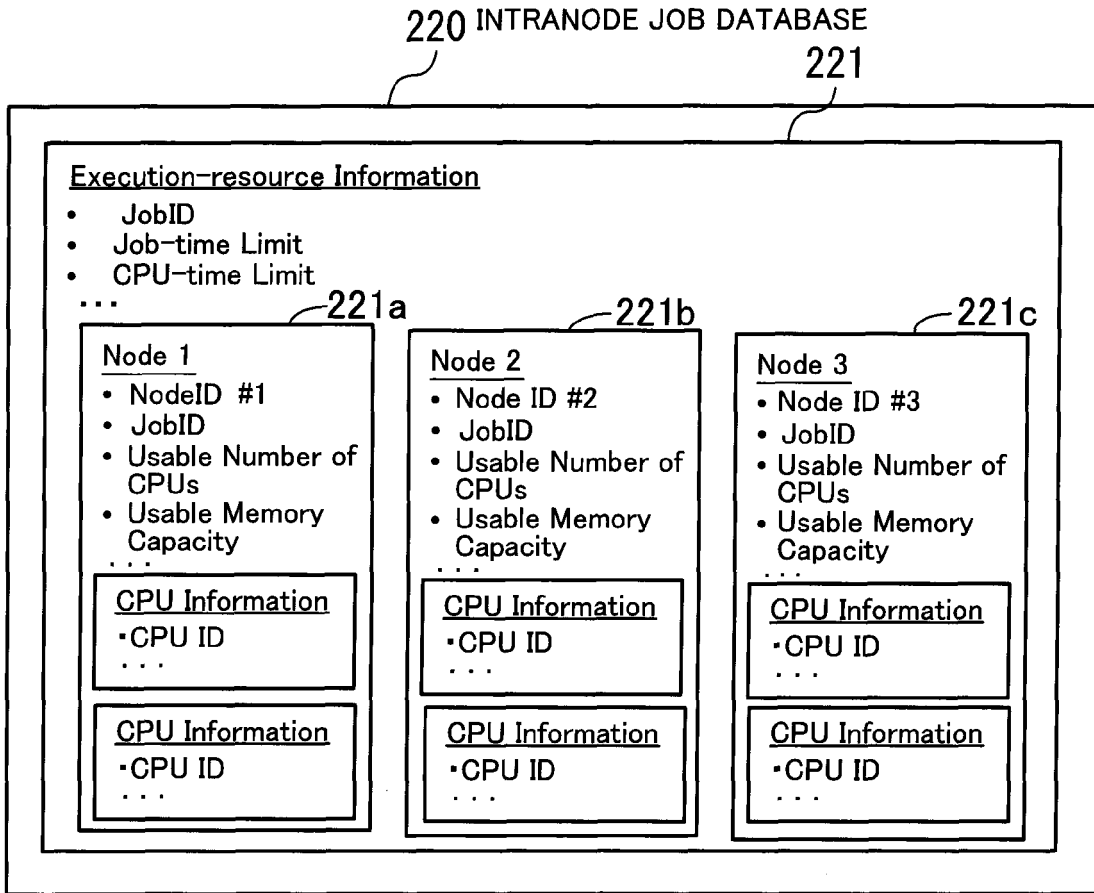 220 INTRANODE JOB DATABASE
221
Execution-resource Information
• JobID
• Job-time Limit
• CPU-time Limit
...
221a
Node 1
• NodeID #1
• JobID
• Usable Number of
CPUs
• Usable Memory
Capacity
...
CPU Information
・CPU ID
...
CPU Information
・CPU ID
...
221b
Node 2
• Node ID #2
• JobID
• Usable Number of
CPUs
• Usable Memory
Capacity
...
CPU Information
・CPU ID
...
CPU Information
・CPU ID
...
221c
Node 3
• Node ID #3
• JobID
• Usable Number of
CPUs
• Usable Memory
Capacity
...
CPU Information
・CPU ID
...
CPU Information
・CPU ID
...